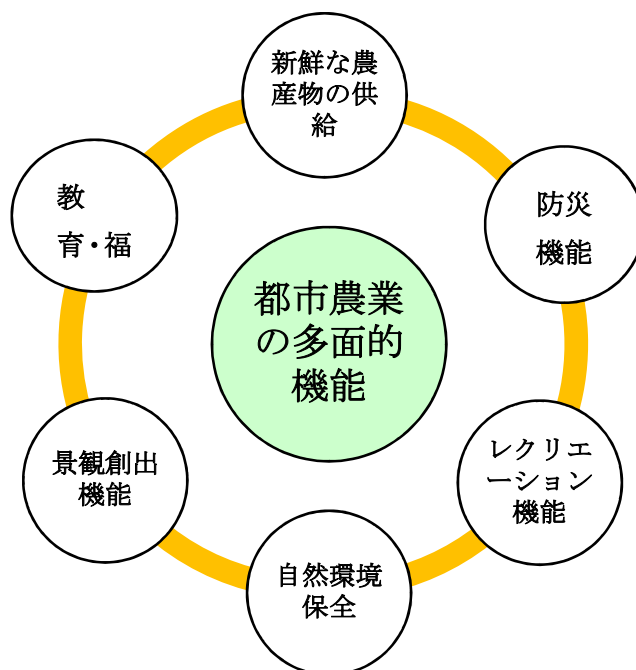 新鮮な農
産物の供
給
防災
機能
レクリエ
ーション
機能
自然環境
保全
景観創出
機能
教
育・福
都市農業
の多面的
機能